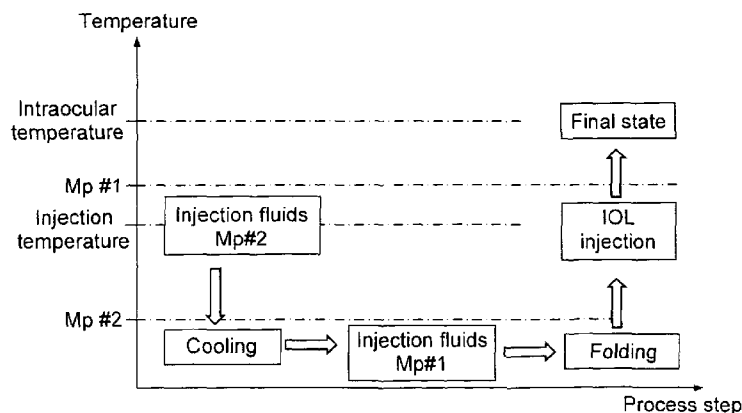 Temperature
Intraocular
temperature
Final state
Mp #1
Injection
temperature
Injection fluids
Mp#2
IOL
injection
Mp #2
Cooling
Injection fluids
Mp#1
Folding
Process step